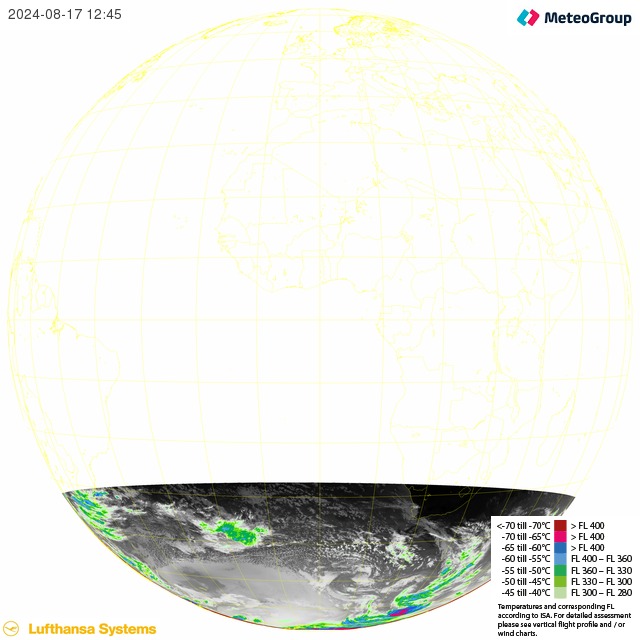 2024-08-17 12:45
MeteoGroup
<-70 till -70°C > FL 400
-70 till -65°C > FL 400
-65 till -60°C > FL 400
-60 till -55°C FL 400 – FL 360
-55 till -50°C FL 360 – FL 330
-50 till -45°C FL 330 – FL 300
-45 till -40°C FL 300 – FL 280
Temperatures and corresponding FL
according to ISA. For detailed assessment
please see vertical flight profile and / or
wind charts.
Lufthansa Systems